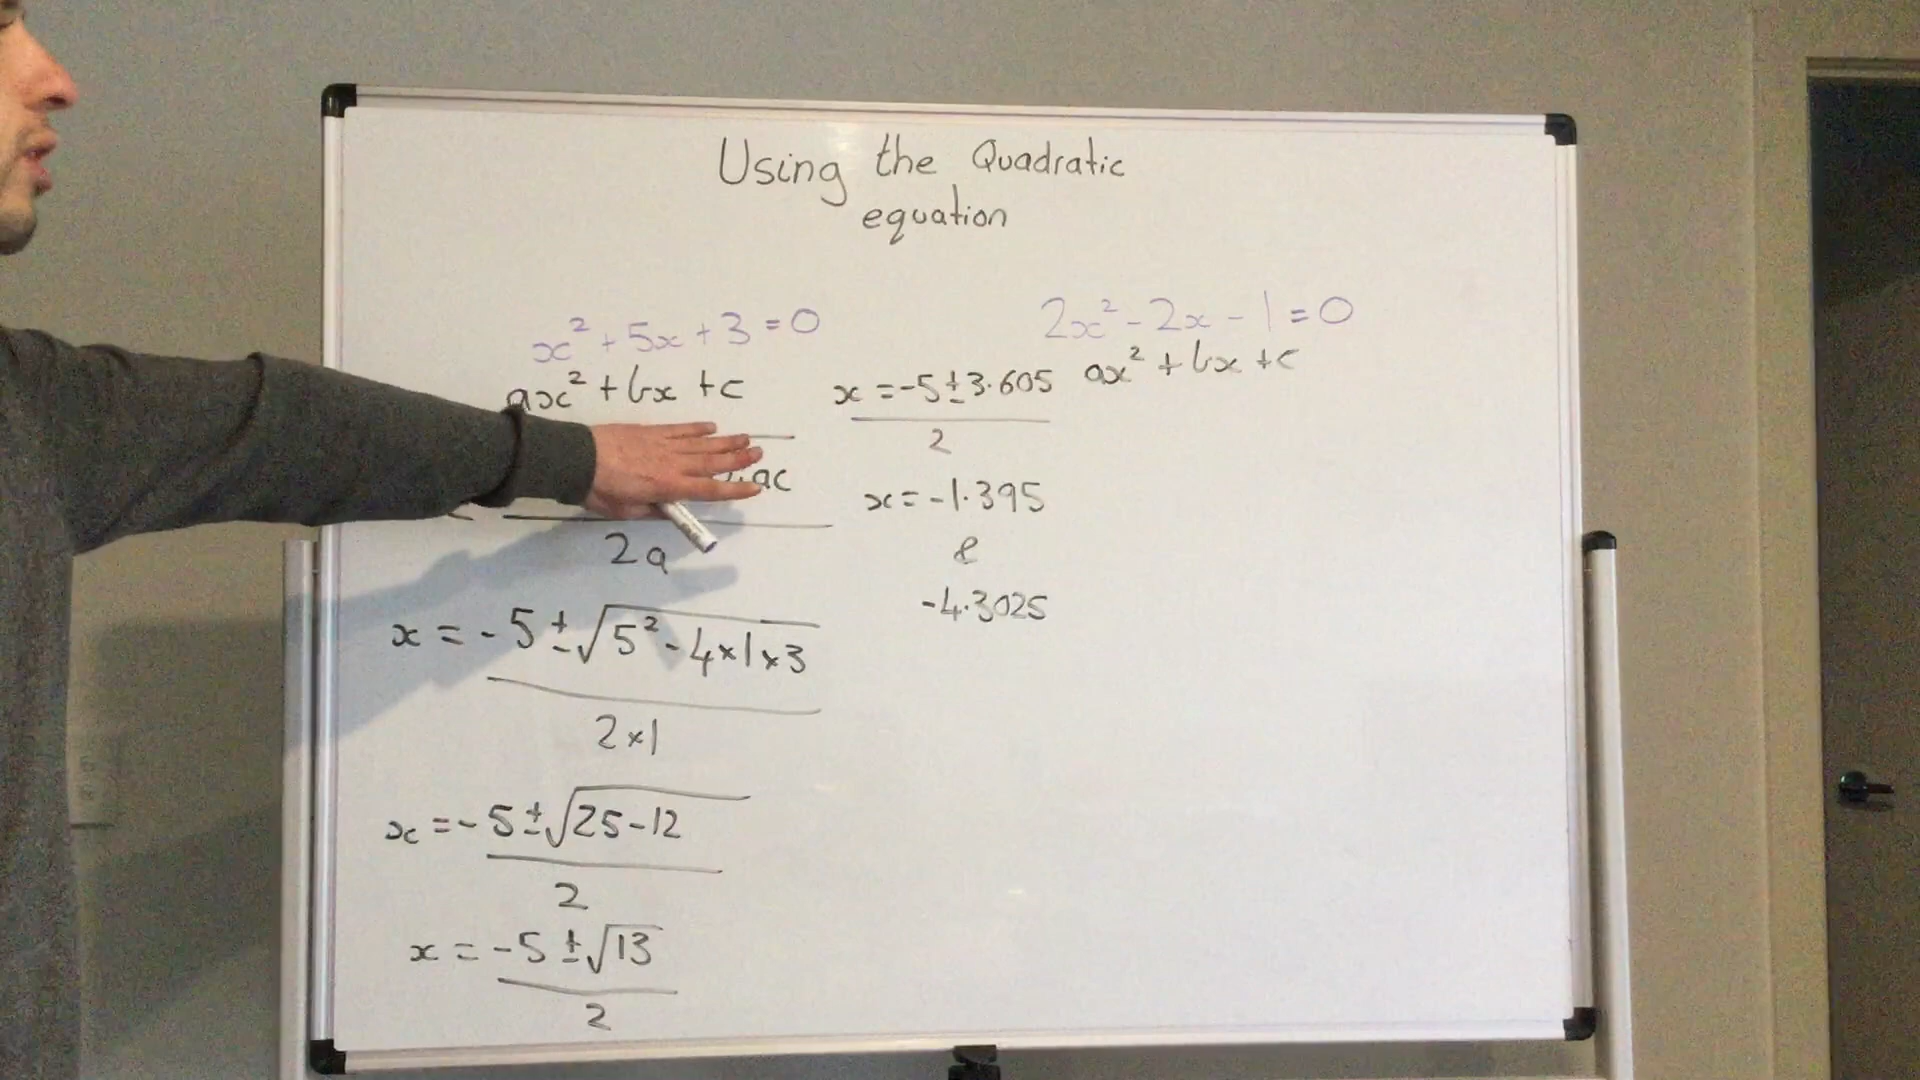 Using the Quadratic
equation
x² + 5x + 3 = 0
ax² + bx + c
ac
2a
x = -5 ± √5² - 4×1×3
2×1
x = -5 ± √25-12
2
x = -5 ± √13
2
x = -5 ± 3.605
2
x = -1.395
&
-4.3025
2x² - 2x - 1 = 0
ax² + bx + c